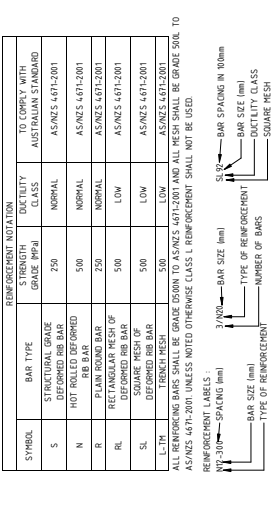 REINFORCEMENT NOTATION
SYMBOL BAR TYPE STRENGTH GRADE (MPa) DUCTILITY CLASS TO COMPLY WITH AUSTRALIAN STANDARD
S STRUCTURAL GRADE DEFORMED RIB BAR 250 NORMAL AS/NZS 4671-2001
N HOT ROLLED DEFORMED RIB BAR 500 NORMAL AS/NZS 4671-2001
R PLAIN ROUND BAR 250 NORMAL AS/NZS 4671-2001
RL RECTANGULAR MESH OF DEFORMED RIB BAR 500 LOW AS/NZS 4671-2001
SL SQUARE MESH OF DEFORMED RIB BAR 500 LOW AS/NZS 4671-2001
L-TM TRENCH MESH 500 LOW AS/NZS 4671-2001
ALL REINFORCING BARS SHALL BE GRADE D500N TO AS/NZS 4671-2001 AND ALL MESH SHALL BE GRADE 500L TO
AS/NZS 4671-2001. UNLESS NOTED OTHERWISE CLASS L REINFORCEMENT SHALL NOT BE USED.
REINFORCEMENT LABELS :
N12-300 SPACING (mm)
BAR SIZE (mm)
TYPE OF REINFORCEMENT
3/N20 BAR SIZE (mm)
TYPE OF REINFORCEMENT
NUMBER OF BARS
SL 92 BAR SPACING IN 100mm
BAR SIZE (mm)
DUCTILITY CLASS
SQUARE MESH